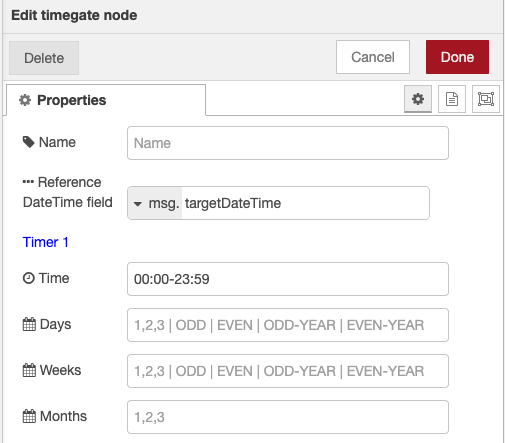 Edit timegate node
Delete
Cancel
Done
Properties
Name
Name
Reference
DateTime field
msg. targetDateTime
Timer 1
Time
00:00-23:59
Days
1,2,3 | ODD | EVEN | ODD-YEAR | EVEN-YEAR
Weeks
1,2,3 | ODD | EVEN | ODD-YEAR | EVEN-YEAR
Months
1,2,3